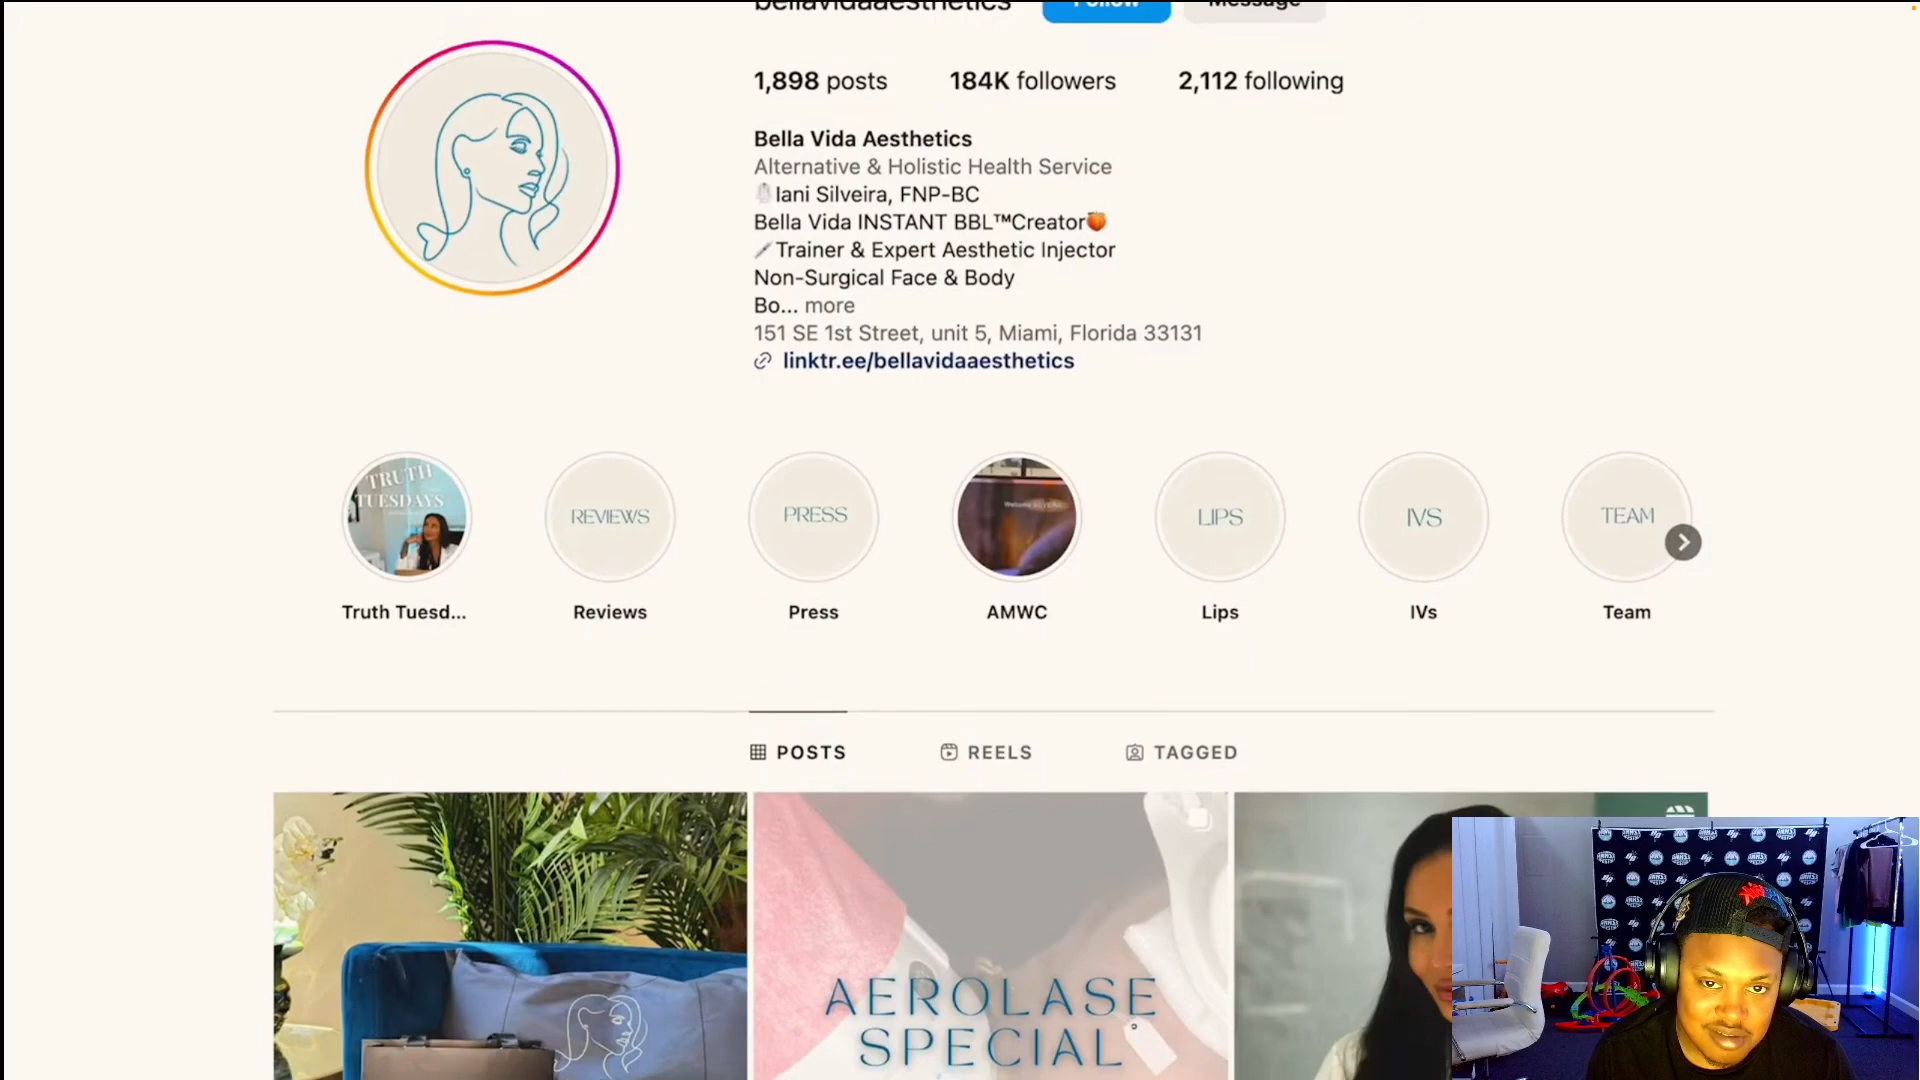 bellavidaaesthetics Follow Message
1,898 posts 184K followers 2,112 following
Bella Vida Aesthetics
Alternative & Holistic Health Service
Iani Silveira, FNP-BC
Bella Vida INSTANT BBL™Creator🍑
Trainer & Expert Aesthetic Injector
Non-Surgical Face & Body
Bo... more
151 SE 1st Street, unit 5, Miami, Florida 33131
linktr.ee/bellavidaaesthetics
TRUTH
TUESDAYS
REVIEWS
PRESS
LIPS
IVS
TEAM
Truth Tuesd...
Reviews
Press
AMWC
Lips
IVs
Team
POSTS
REELS
TAGGED
AEROLASE
SPECIAL